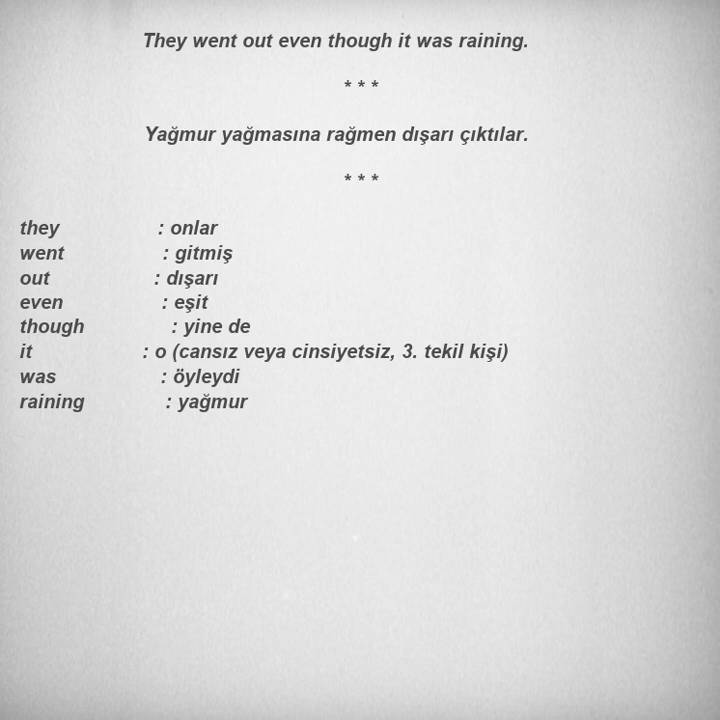 They went out even though it was raining.
* * *
Yağmur yağmasına rağmen dışarı çıktılar.
* * *
they : onlar
went : gitmiş
out : dışarı
even : eşit
though : yine de
it : o (cansız veya cinsiyetsiz, 3. tekil kişi)
was : öyleydi
raining : yağmur